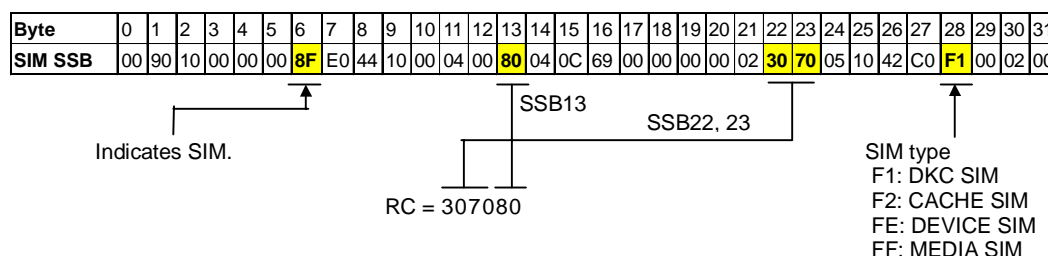 Byte 0 1 2 3 4 5 6 7 8 9 10 11 12 13 14 15 16 17 18 19 20 21 22 23 24 25 26 27 28 29 30 31
SIM SSB 00 90 10 00 00 00 8F E0 44 10 00 04 00 80 04 0C 69 00 00 00 00 02 30 70 05 10 42 C0 F1 00 02 00
SSB13
SSB22, 23
Indicates SIM.
SIM type
F1: DKC SIM
F2: CACHE SIM
RC = 307080
FE: DEVICE SIM
FF: MEDIA SIM